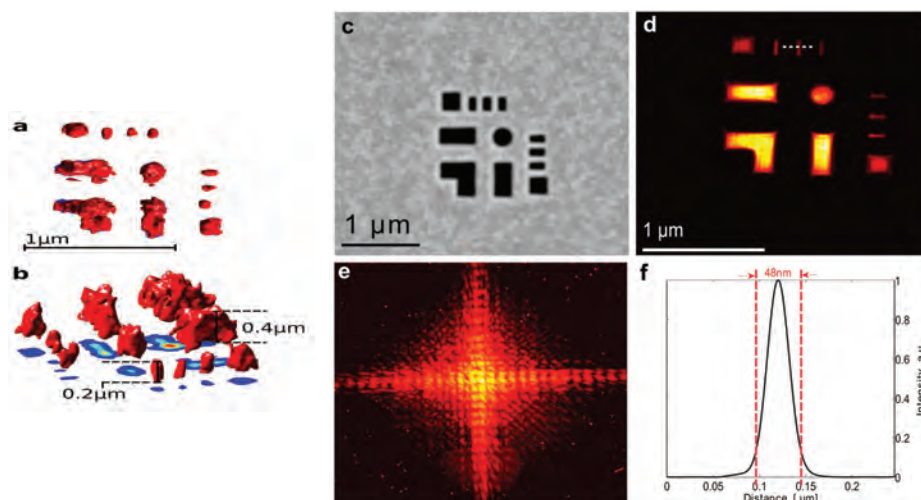 a
1μm
b
0.4μm
0.2μm
c
1 μm
d
1 μm
e
f
48nm
1
0.8
0.6
0.4
0.2
0
Intensity, a.u.
0
0.05
0.1
0.15
0.2
Distance, [μm]